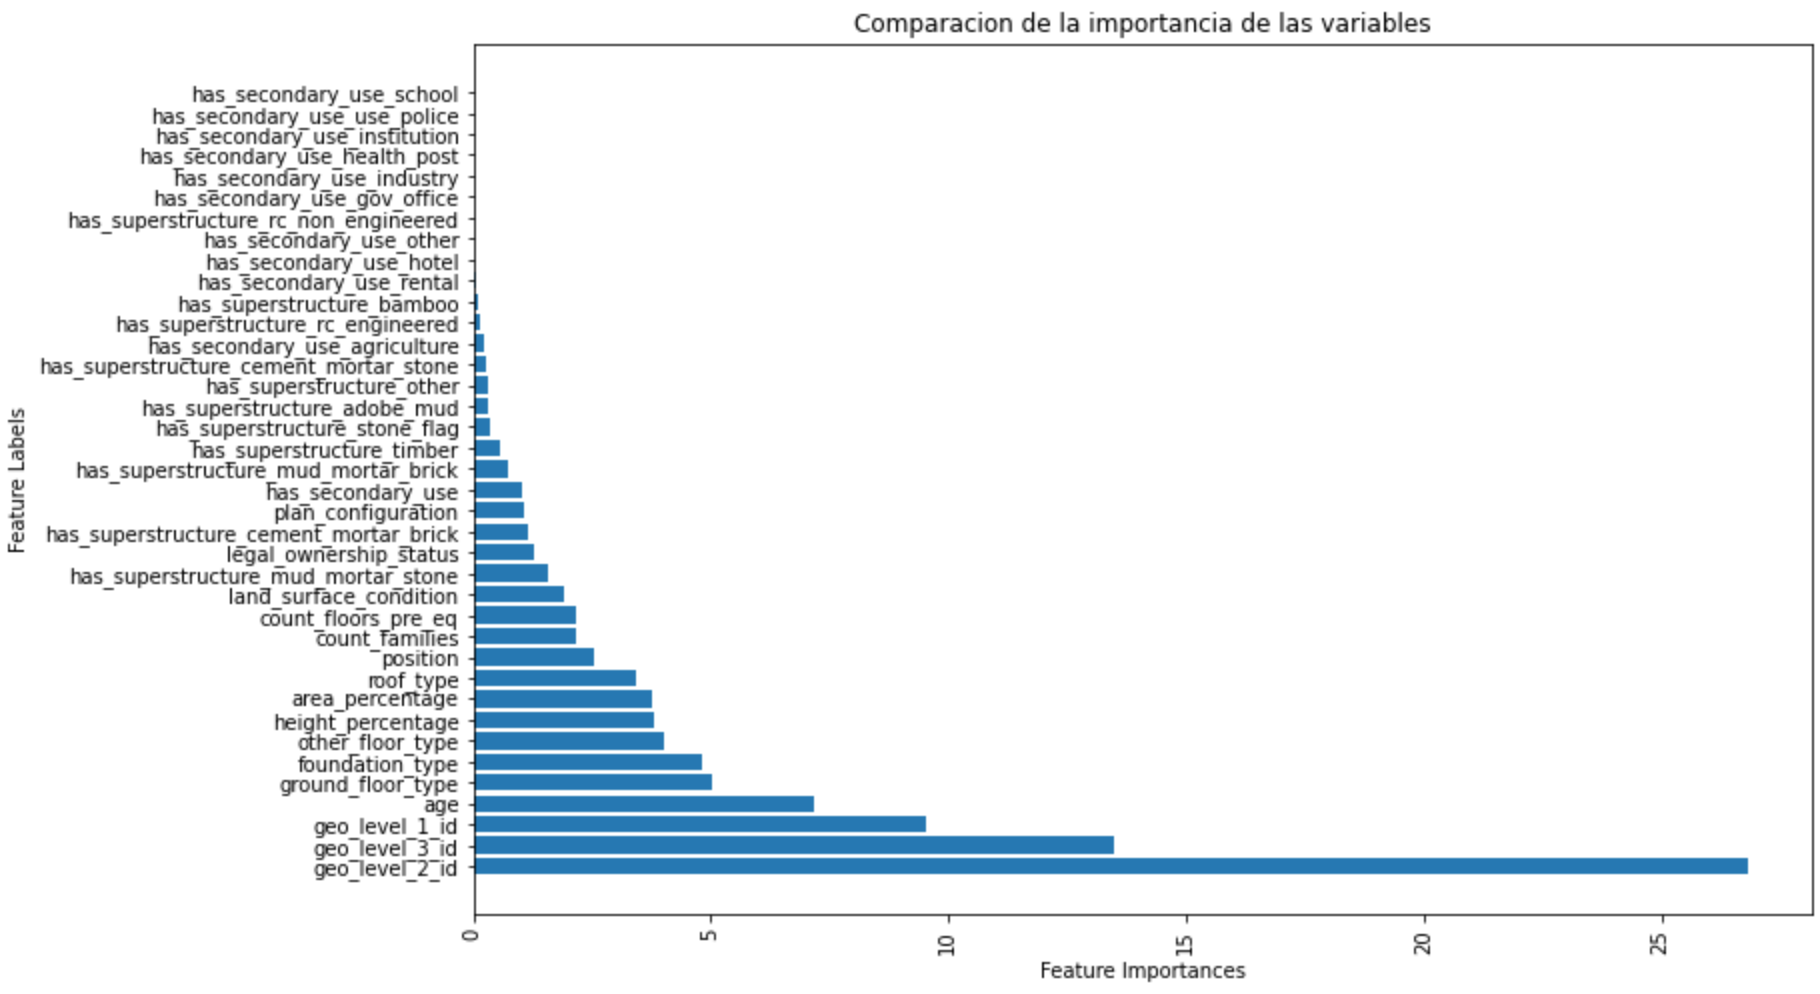 Comparacion de la importancia de las variables
has_secondary_use_school
has_secondary_use_use_police
has_secondary_use_institution
has_secondary_use_health_post
has_secondary_use_industry
has_secondary_use_gov_office
has_superstructure_rc_non_engineered
has_secondary_use_other
has_secondary_use_hotel
has_secondary_use_rental
has_superstructure_bamboo
has_superstructure_rc_engineered
has_secondary_use_agriculture
has_superstructure_cement_mortar_stone
has_superstructure_other
has_superstructure_adobe_mud
has_superstructure_stone_flag
has_superstructure_timber
has_superstructure_mud_mortar_brick
has_secondary_use
plan_configuration
has_superstructure_cement_mortar_brick
legal_ownership_status
has_superstructure_mud_mortar_stone
land_surface_condition
count_floors_pre_eq
count_families
position
roof_type
area_percentage
height_percentage
other_floor_type
foundation_type
ground_floor_type
age
geo_level_1_id
geo_level_3_id
geo_level_2_id
Feature Labels
0 5 10 15 20 25
Feature Importances